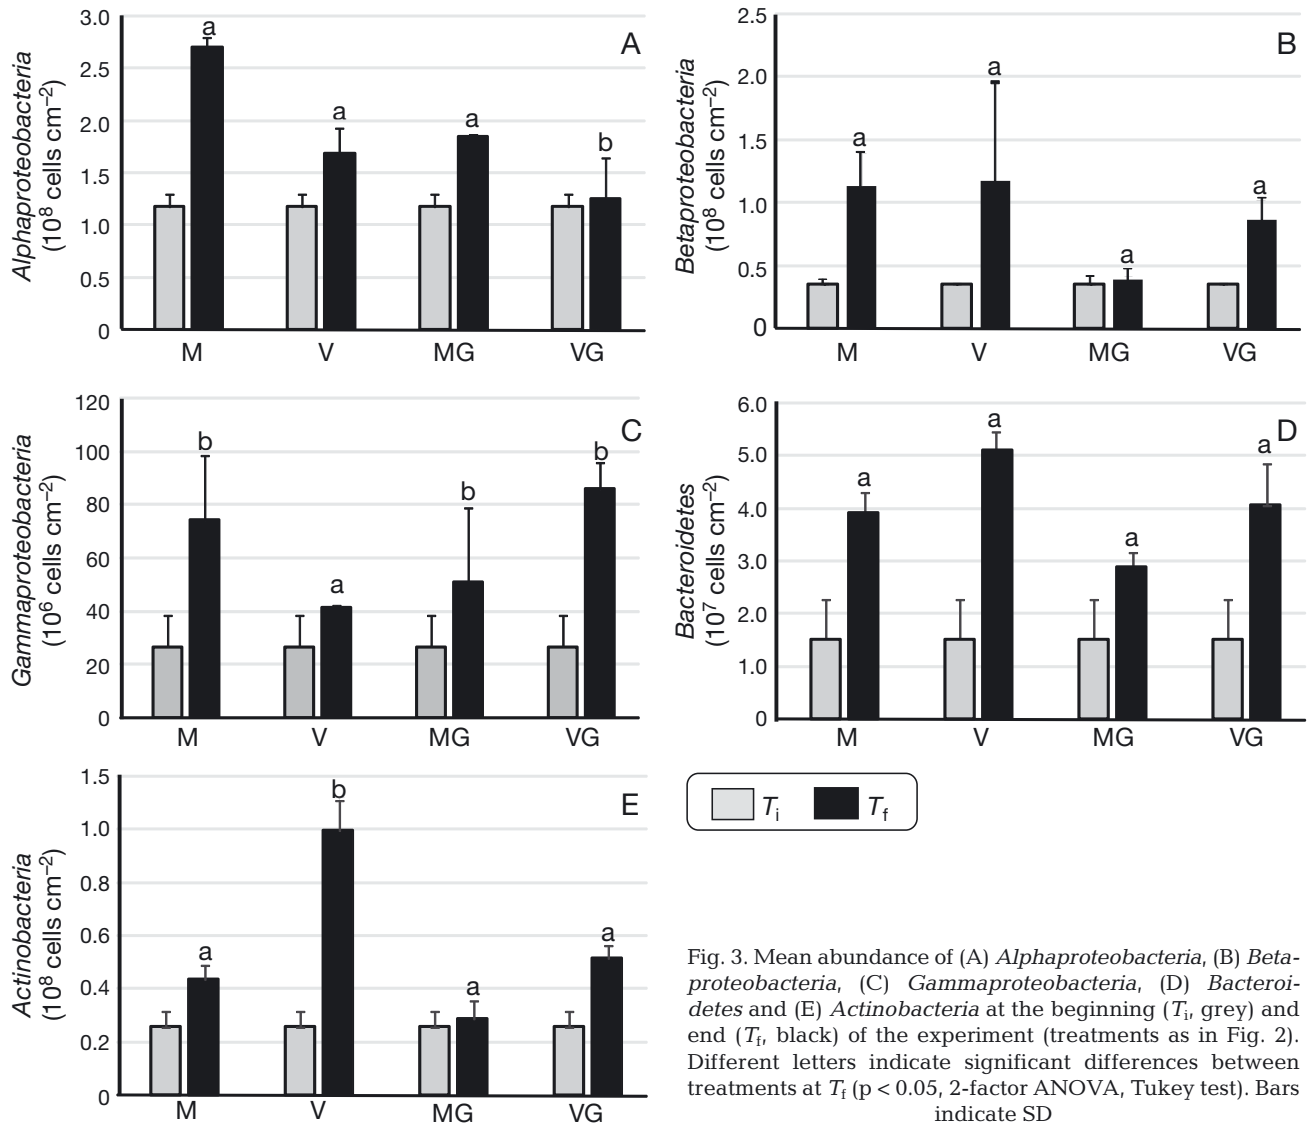 3.0
2.5
2.0
1.5
1.0
0.5
0
Alphaproteobacteria
(10⁸ cells cm⁻²)
A
a
a
a
b
M V MG VG
2.5
2.0
1.5
1.0
0.5
0
Betaproteobacteria
(10⁸ cells cm⁻²)
B
a
a
a
a
M V MG VG
120
100
80
60
40
20
0
Gammaproteobacteria
(10⁶ cells cm⁻²)
C
b
a
b
b
M V MG VG
6.0
5.0
4.0
3.0
2.0
1.0
0
Bacteroidetes
(10⁷ cells cm⁻²)
D
a
a
a
a
M V MG VG
1.5
1.0
0.8
0.6
0.4
0.2
0
Actinobacteria
(10⁸ cells cm⁻²)
E
a
b
a
a
M V MG VG
Ti Tf
Fig. 3. Mean abundance of (A) Alphaproteobacteria, (B) Beta-
proteobacteria, (C) Gammaproteobacteria, (D) Bacteroi-
detes and (E) Actinobacteria at the beginning (Ti, grey) and
end (Tf, black) of the experiment (treatments as in Fig. 2).
Different letters indicate significant differences between
treatments at Tf (p < 0.05, 2-factor ANOVA, Tukey test). Bars
indicate SD